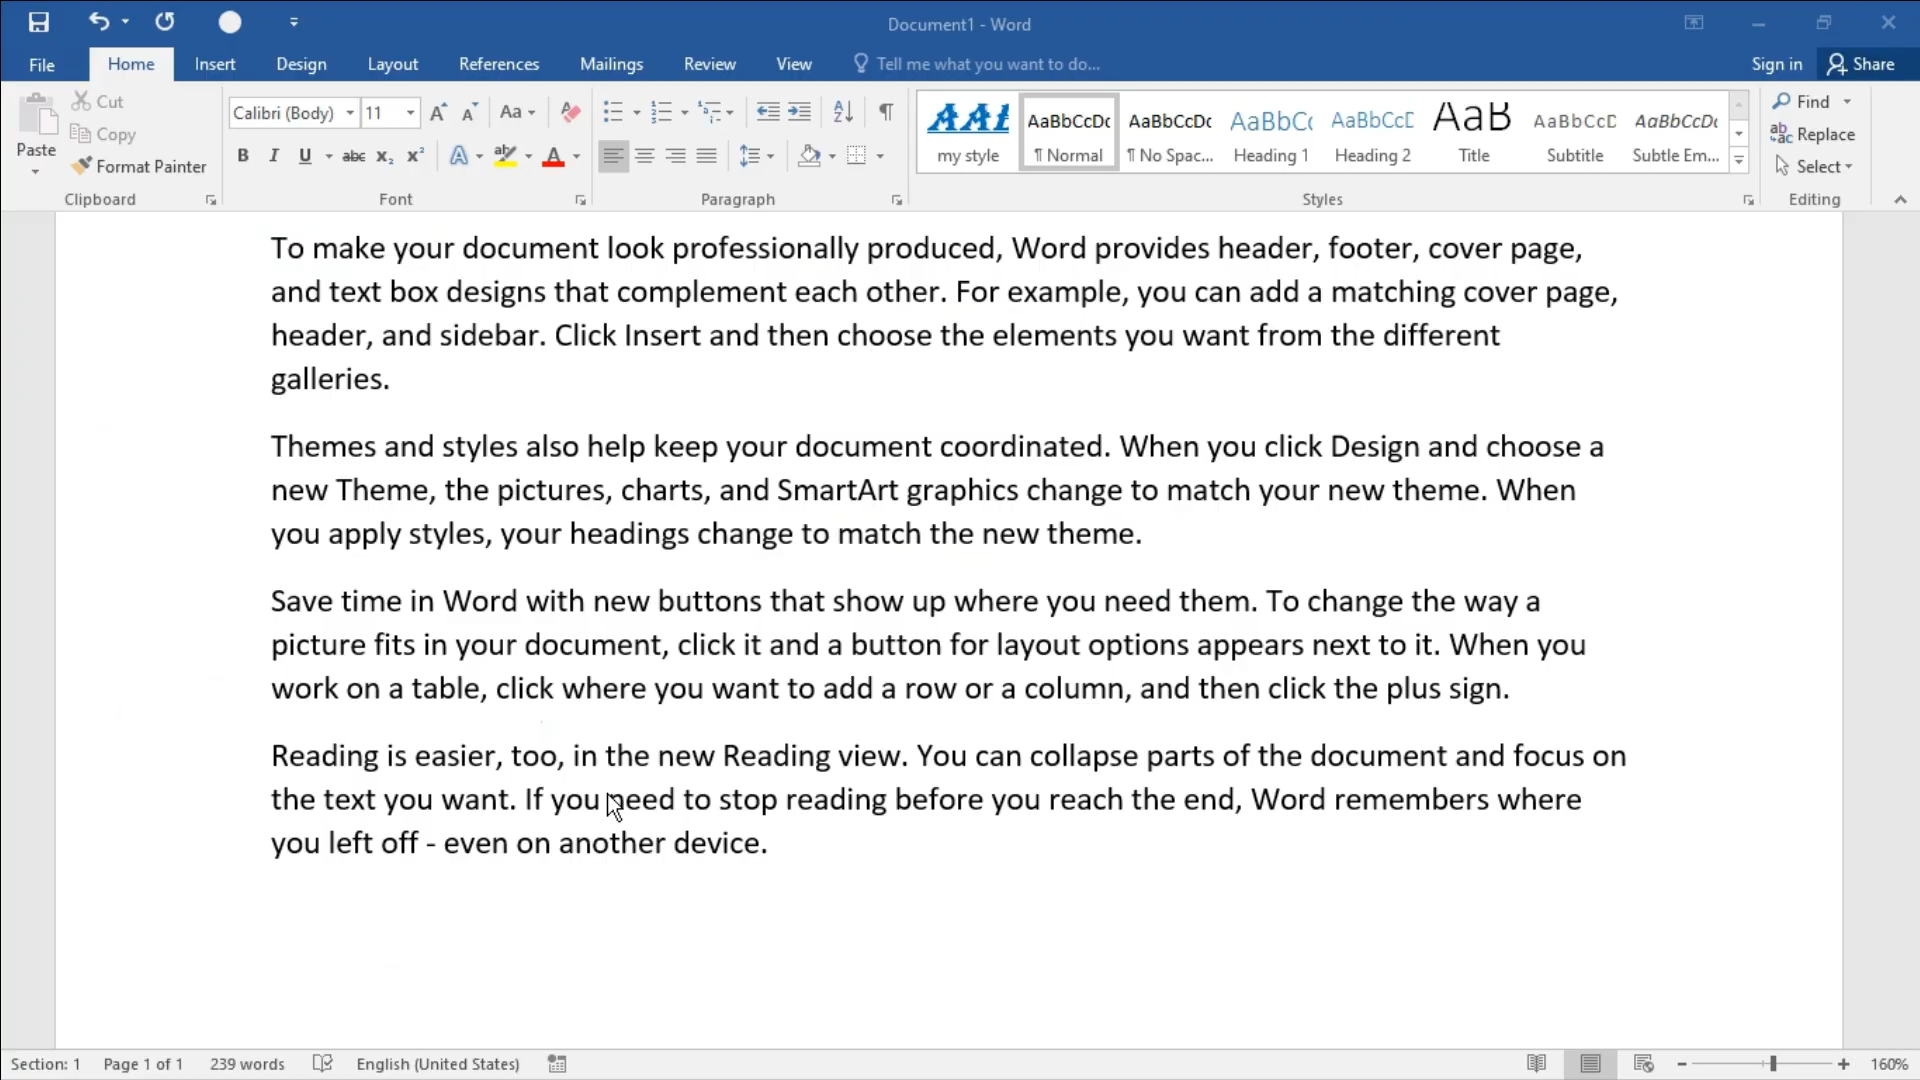 Document1 - Word
File Home Insert Design Layout References Mailings Review View Tell me what you want to do... Sign in Share
Paste
Cut
Copy
Format Painter
Clipboard
Calibri (Body) 11
Font
Paragraph
AaBbCcDc AaBbCcDc AaBbCc AaBbCcD AaB AaBbCcD AaBbCcDc
my style ¶ Normal ¶ No Spac... Heading 1 Heading 2 Title Subtitle Subtle Em...
Styles
Find
Replace
Select
Editing
To make your document look professionally produced, Word provides header, footer, cover page,
and text box designs that complement each other. For example, you can add a matching cover page,
header, and sidebar. Click Insert and then choose the elements you want from the different
galleries.
Themes and styles also help keep your document coordinated. When you click Design and choose a
new Theme, the pictures, charts, and SmartArt graphics change to match your new theme. When
you apply styles, your headings change to match the new theme.
Save time in Word with new buttons that show up where you need them. To change the way a
picture fits in your document, click it and a button for layout options appears next to it. When you
work on a table, click where you want to add a row or a column, and then click the plus sign.
Reading is easier, too, in the new Reading view. You can collapse parts of the document and focus on
the text you want. If you need to stop reading before you reach the end, Word remembers where
you left off - even on another device.
Section: 1 Page 1 of 1 239 words English (United States) 160%